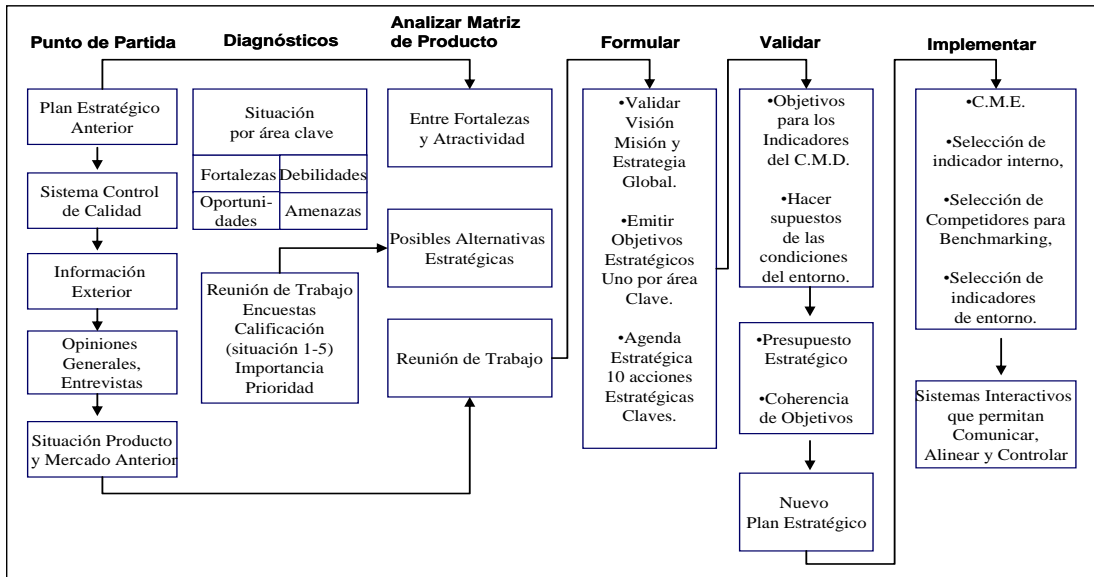 Punto de Partida
Plan Estratégico
Anterior
Sistema Control
de Calidad
Información
Exterior
Opiniones
Generales,
Entrevistas
Situación Producto
y Mercado Anterior
Diagnósticos
Situación
por área clave
Fortalezas
Debilidades
Oportuni-
dades
Amenazas
Reunión de Trabajo
Encuestas
Calificación
(situación 1-5)
Importancia
Prioridad
Analizar Matriz
de Producto
Entre Fortalezas
y Atractividad
Posibles Alternativas
Estratégicas
Reunión de Trabajo
Formular
•Validar
Visión
Misión y
Estrategia
Global.
•Emitir
Objetivos
Estratégicos
Uno por área
Clave.
•Agenda
Estratégica
10 acciones
Estratégicas
Claves.
Validar
•Objetivos
para los
Indicadores
del C.M.D.
•Hacer
supuestos
de las
condiciones
del entorno.
•Presupuesto
Estratégico
•Coherencia
de Objetivos
Nuevo
Plan Estratégico
Implementar
•C.M.E.
•Selección
de indicador
interno,
•Selección de
Competidores para
Benchmarking,
•Selección de
indicadores
de entorno.
Sistemas Interactivos
que permitan
Comunicar,
Alinear y Controlar